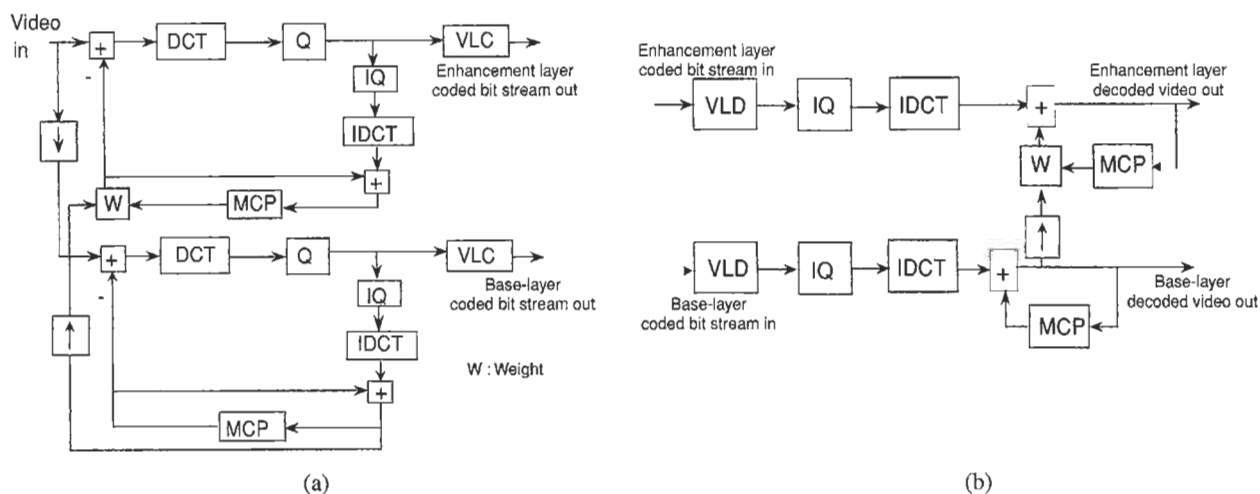 Video
in
+
DCT
Q
VLC
-
Enhancement layer
coded bit stream out
IQ
IDCT
↓
+
W
MCP
+
DCT
Q
VLC
-
Base-layer
coded bit stream out
IQ
↑
IDCT
W : Weight
+
MCP
(a)
Enhancement layer
coded bit stream in
Enhancement layer
decoded video out
VLD
IQ
IDCT
+
W
MCP
↑
VLD
IQ
IDCT
+
Base-layer
coded bit stream in
Base-layer
decoded video out
MCP
(b)